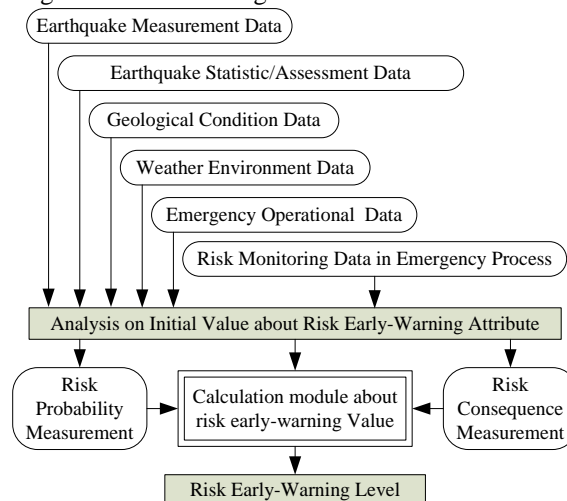 Earthquake Measurement Data
Earthquake Statistic/Assessment Data
Geological Condition Data
Weather Environment Data
Emergency Operational Data
Risk Monitoring Data in Emergency Process
Analysis on Initial Value about Risk Early-Warning Attribute
Risk
Probability
Measurement
Calculation module about
risk early-warning Value
Risk
Consequence
Measurement
Risk Early-Warning Level